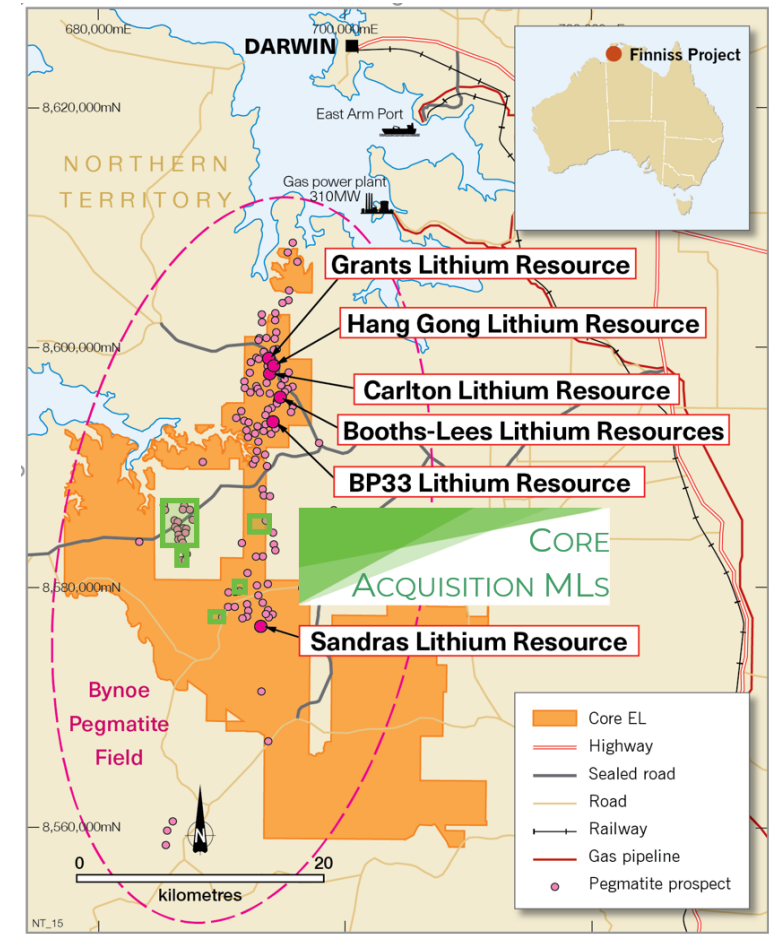 680,000mE
700,000mE
DARWIN
Finniss Project
8,620,000mN
East Arm Port
NORTHERN
TERRITORY
Gas power plant
310MW
Grants Lithium Resource
Hang Gong Lithium Resource
8,600,000mN
Carlton Lithium Resource
Booths-Lees Lithium Resources
BP33 Lithium Resource
CORE
ACQUISITION MLS
8,580,000mN
Sandras Lithium Resource
Bynoe
Pegmatite
Field
Core EL
Highway
Sealed road
Road
Railway
Gas pipeline
Pegmatite prospect
8,560,000mN
N
0 20
kilometres
NT_15